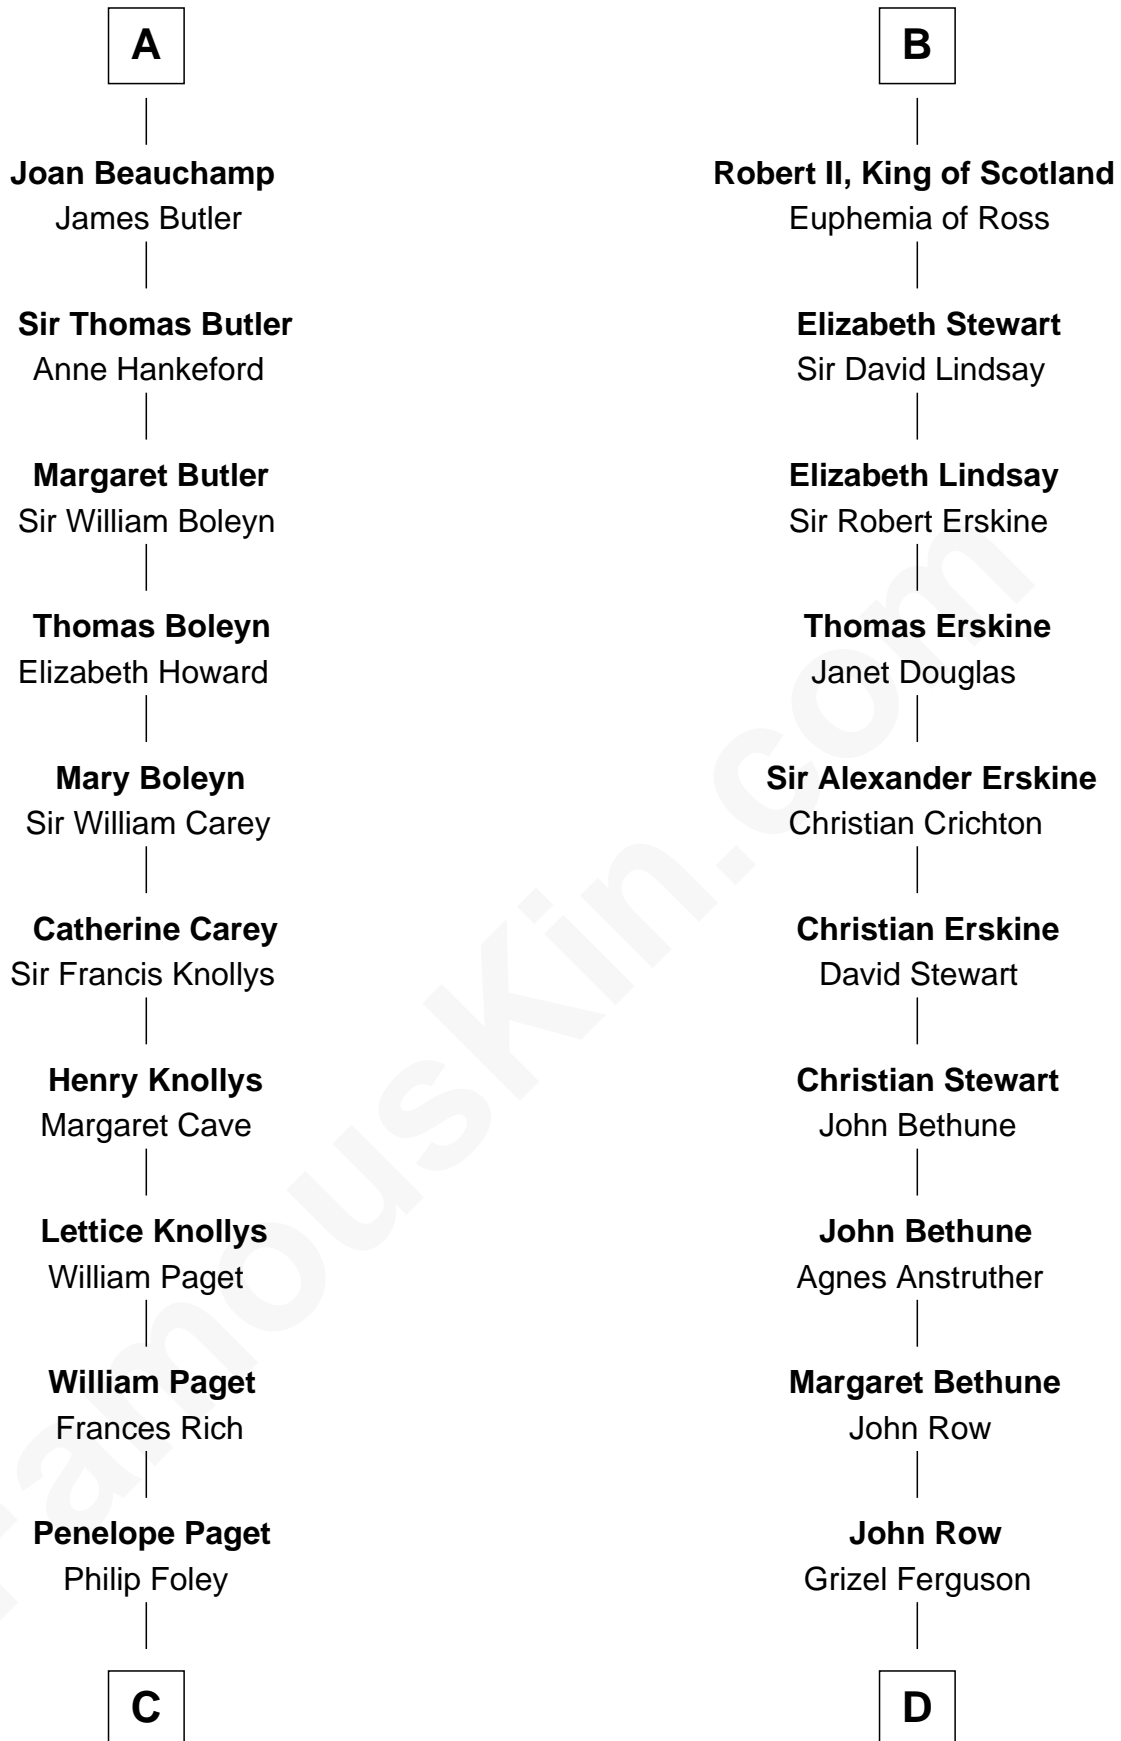 A
Joan Beauchamp
James Butler
Sir Thomas Butler
Anne Hankeford
Margaret Butler
Sir William Boleyn
Thomas Boleyn
Elizabeth Howard
Mary Boleyn
Sir William Carey
Catherine Carey
Sir Francis Knollys
Henry Knollys
Margaret Cave
Lettice Knollys
William Paget
William Paget
Frances Rich
Penelope Paget
Philip Foley
C
B
Robert II, King of Scotland
Euphemia of Ross
Elizabeth Stewart
Sir David Lindsay
Elizabeth Lindsay
Sir Robert Erskine
Thomas Erskine
Janet Douglas
Sir Alexander Erskine
Christian Crichton
Christian Erskine
David Stewart
Christian Stewart
John Bethune
John Bethune
Agnes Anstruther
Margaret Bethune
John Row
John Row
Grizel Ferguson
D
FamousKin.com